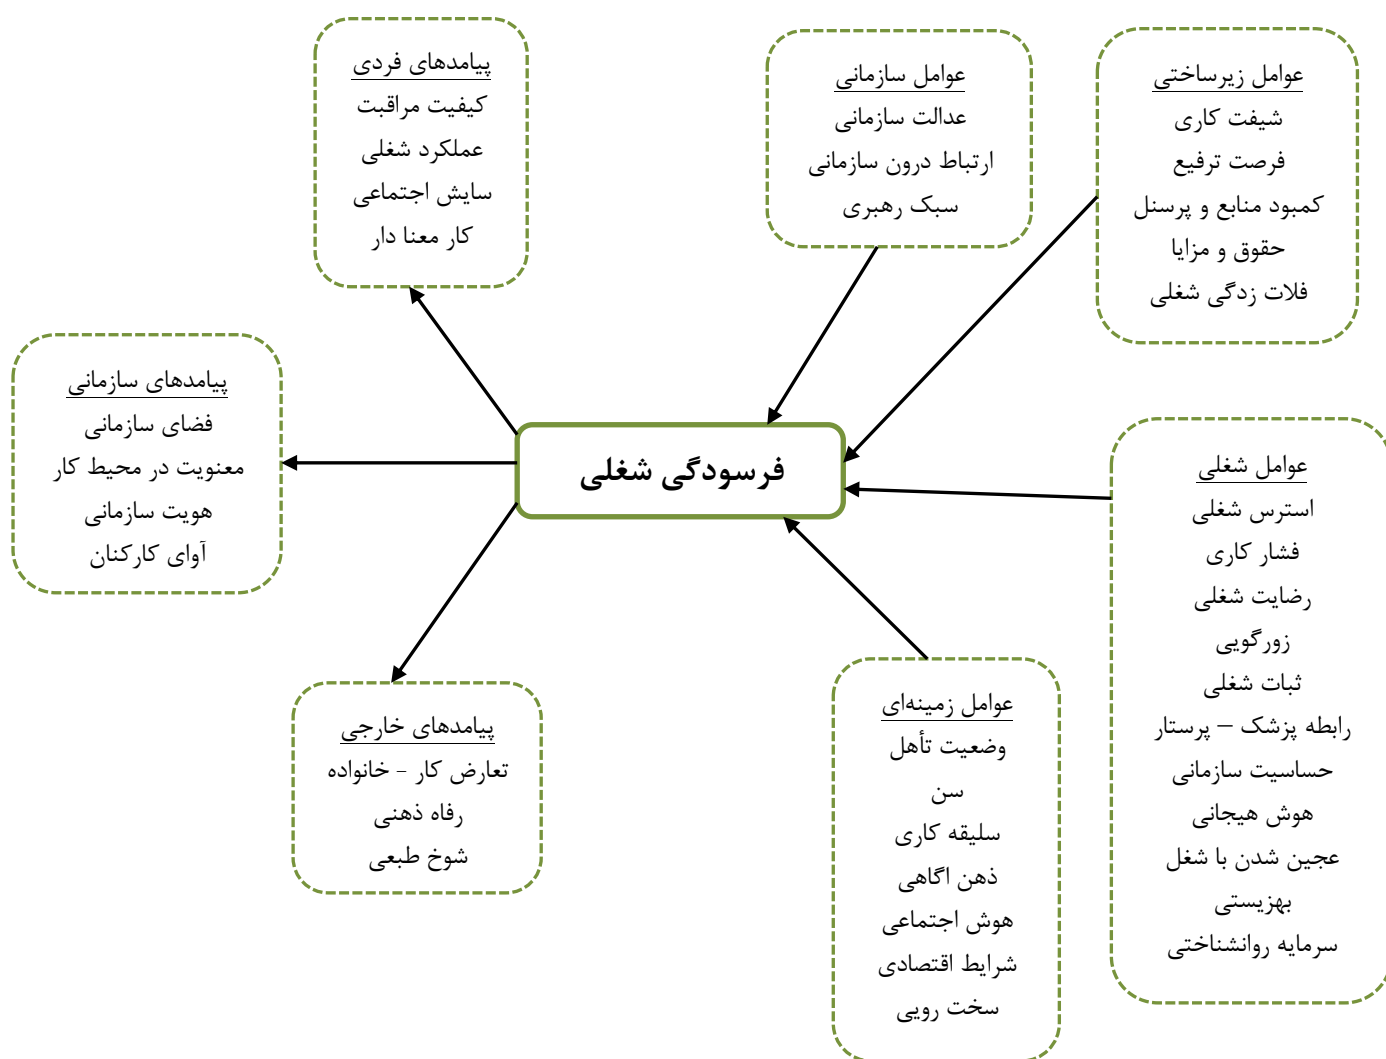 عوامل زیرساختی
شیفت کاری
فرصت ترفیع
کمبود منابع و پرسنل
حقوق و مزایا
فلات زدگی شغلی
عوامل سازمانی
عدالت سازمانی
ارتباط درون سازمانی
سبک رهبری
پیامدهای فردی
کیفیت مراقبت
عملکرد شغلی
سایش اجتماعی
کار معنا دار
عوامل شغلی
استرس شغلی
فشار کاری
رضایت شغلی
زورگویی
ثبات شغلی
رابطه پزشک – پرستار
حساسیت سازمانی
هوش هیجانی
عجین شدن با شغل
بهزیستی
سرمایه روانشناختی
فرسودگی شغلی
پیامدهای سازمانی
فضای سازمانی
معنویت در محیط کار
هویت سازمانی
آوای کارکنان
عوامل زمینه‌ای
وضعیت تأهل
سن
سلیقه کاری
ذهن اگاهی
هوش اجتماعی
شرایط اقتصادی
سخت رویی
پیامدهای خارجی
تعارض کار - خانواده
رفاه ذهنی
شوخ طبعی